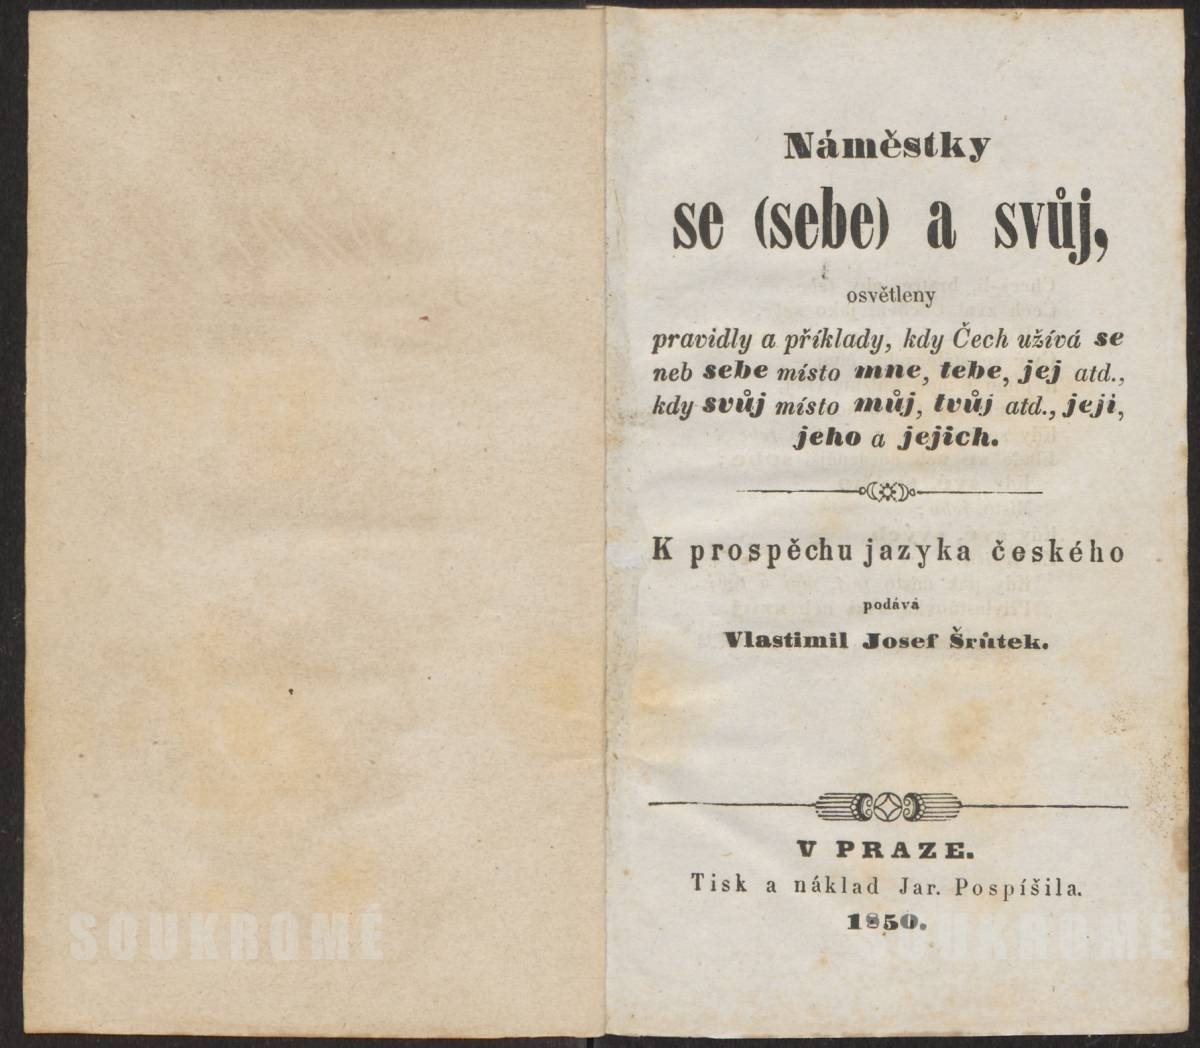 Náměstky
se (sebe) a svůj,
osvětleny
pravidly a příklady, kdy Čech užívá se
neb sebe místo mne, tebe, jej atd.,
kdy svůj místo můj, tvůj atd., jeji,
jeho a jejich.
K prospěchu jazyka českého
podává
Vlastimil Josef Šrůtek.
V PRAZE.
Tisk a náklad Jar. Pospíšila.
1850.
SOUKROMÉ
SOUKROMÉ